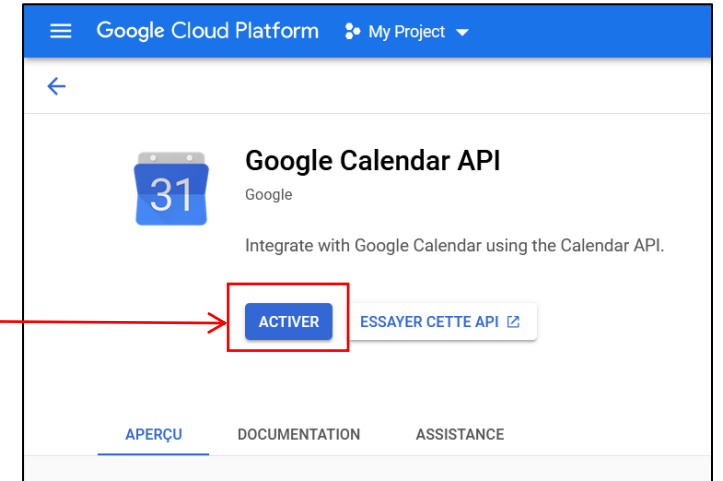 Google Cloud Platform My Project
31
Google Calendar API
Google
Integrate with Google Calendar using the Calendar API.
ACTIVER ESSAYER CETTE API
APERÇU DOCUMENTATION ASSISTANCE